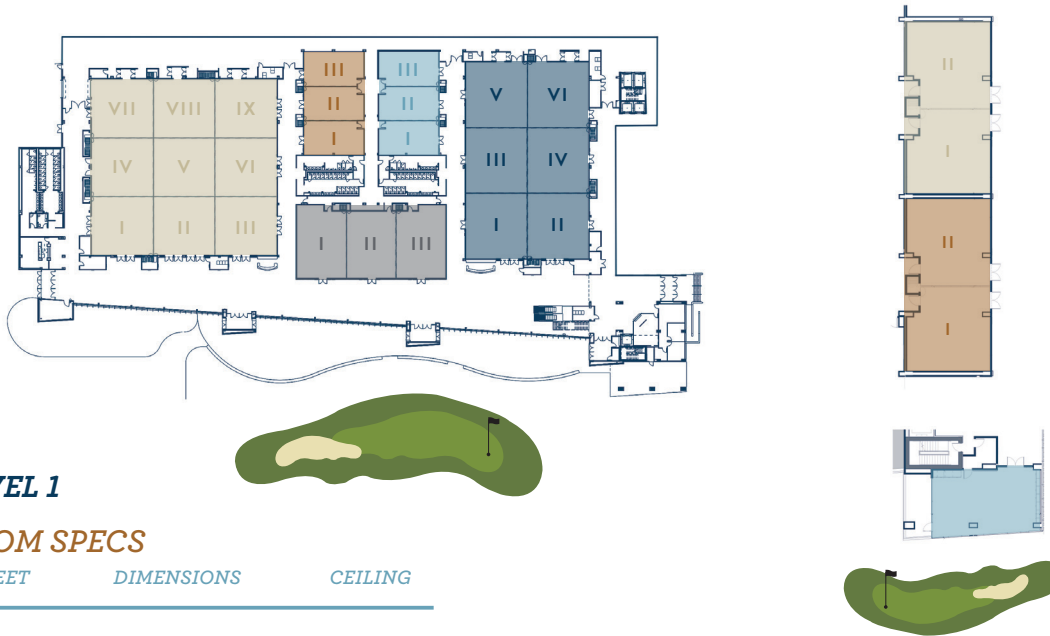 III III
II II
I I
VII VIII IX
IV V VI
I II III
V VI
III IV
I II
I II III
II
I
II
I
VEL 1
OM SPECS
EET DIMENSIONS CEILING